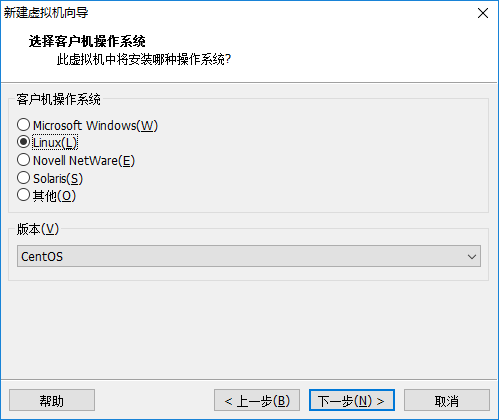 新建虚拟机向导
选择客户机操作系统
此虚拟机中将安装哪种操作系统?
客户机操作系统
Microsoft Windows(W)
Linux(L)
Novell NetWare(E)
Solaris(S)
其他(O)
版本(V)
CentOS
帮助
< 上一步(B)
下一步(N) >
取消